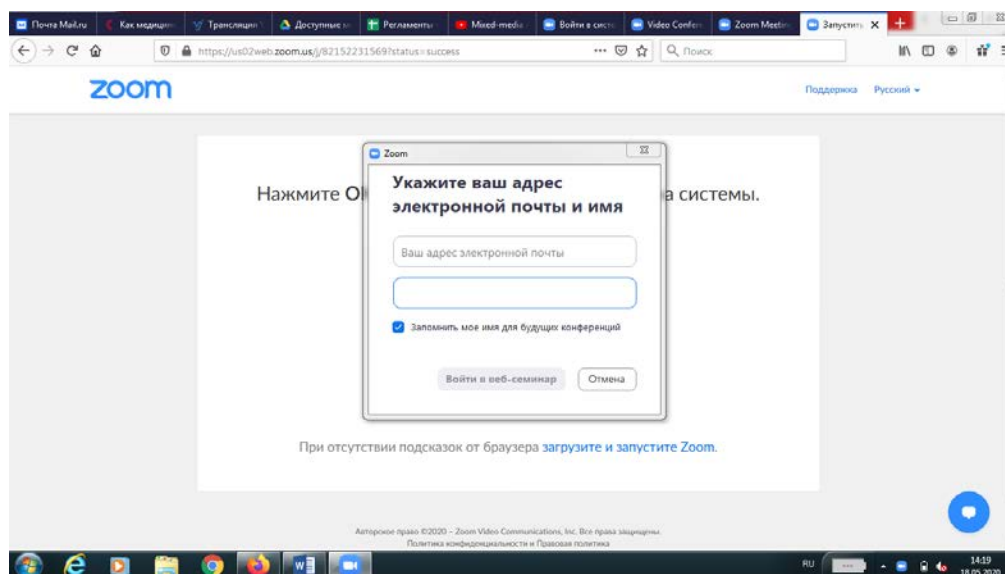 Почта Mail.ru
Как медицин
Трансляции
Доступные
Регламенты
Mixed-media
Войти в систе
Video Confere
Zoom Meetin
Запустить
https://us02web.zoom.us/j/82152231569?status=success
Поиск
zoom
Поддержка
Русский
Zoom
Укажите ваш адрес
электронной почты и имя
Нажмите
а системы.
Ваш адрес электронной почты
Запомнить мое имя для будущих конференций
Войти в веб-семинар
Отмена
При отсутствии подсказок от браузера загрузите и запустите Zoom.
Авторское право ©2020 - Zoom Video Communications, Inc. Все права защищены.
Политика конфиденциальности и Правовая политика
RU
14:19
18.05.2020